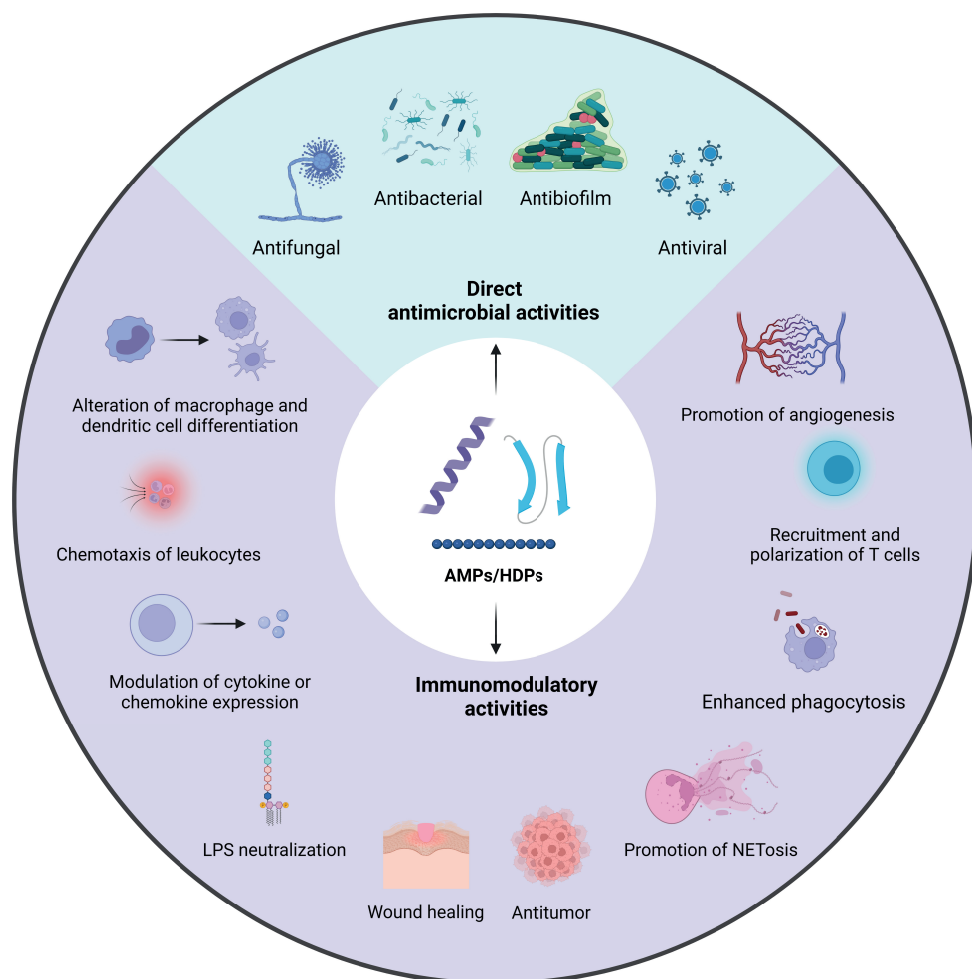 Antibacterial
Antibiofilm
Antifungal
Antiviral
Direct
antimicrobial activities
Alteration of macrophage and
dendritic cell differentiation
Promotion of angiogenesis
Chemotaxis of leukocytes
Recruitment and
polarization of T cells
AMPs/HDPs
Modulation of cytokine or
chemokine expression
Immunomodulatory
activities
Enhanced phagocytosis
LPS neutralization
Promotion of NETosis
Wound healing
Antitumor